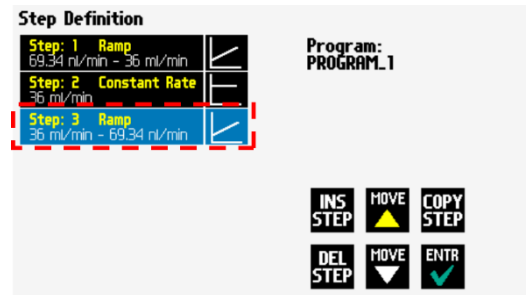 Step Definition
Step: 1 Ramp
69.34 nl/min - 36 ml/min
Step: 2 Constant Rate
36 ml/min
Step: 3 Ramp
36 ml/min - 69.34 nl/min
Program:
PROGRAM_1
INS STEP
MOVE
COPY STEP
DEL STEP
MOVE
ENTR